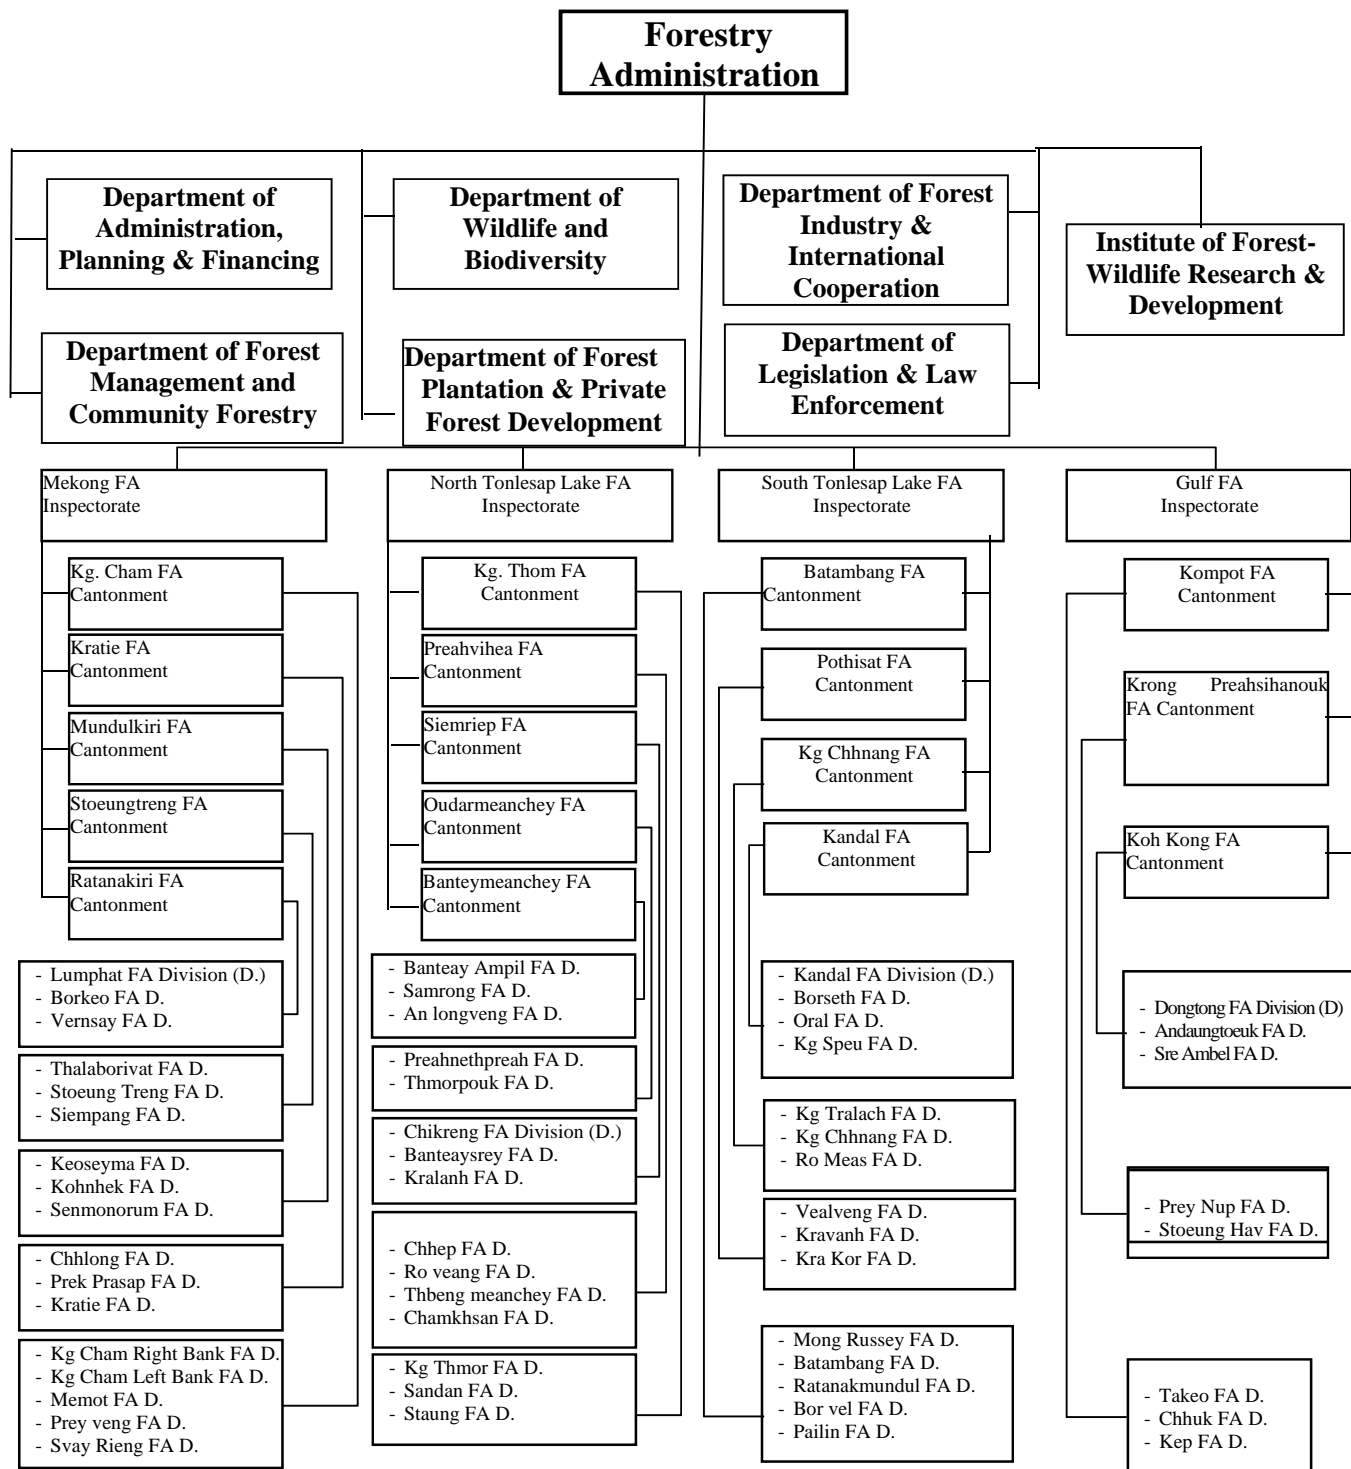 Forestry
Administration
Department of
Administration,
Planning & Financing
Department of
Wildlife and
Biodiversity
Department of Forest
Industry &
International
Cooperation
Institute of Forest-
Wildlife Research &
Development
Department of Forest
Management and
Community Forestry
Department of Forest
Plantation & Private
Forest Development
Department of
Legislation & Law
Enforcement
Mekong FA
Inspectorate
North Tonlesap Lake FA
Inspectorate
South Tonlesap Lake FA
Inspectorate
Gulf FA
Inspectorate
Kg. Cham FA
Cantonment
Kratie FA
Cantonment
Mundulkiri FA
Cantonment
Stoeungtreng FA
Cantonment
Ratanakiri FA
Cantonment
- Lumphat FA Division (D.)
- Borkeo FA D.
- Vernsay FA D.
- Thalaborivat FA D.
- Stoeung Treng FA D.
- Siempang FA D.
- Keoseyma FA D.
- Kohnhek FA D.
- Senmonorum FA D.
- Chhlong FA D.
- Prek Prasap FA D.
- Kratie FA D.
- Kg Cham Right Bank FA D.
- Kg Cham Left Bank FA D.
- Memot FA D.
- Prey veng FA D.
- Svay Rieng FA D.
Kg. Thom FA
Cantonment
Preahvihea FA
Cantonment
Siemriep FA
Cantonment
Oudarmeanchey FA
Cantonment
Banteymeanchey FA
Cantonment
- Banteay Ampil FA D.
- Samrong FA D.
- An longveng FA D.
- Preahnethpreah FA D.
- Thmorpouk FA D.
- Chikreng FA Division (D.)
- Banteaysrey FA D.
- Kralanh FA D.
- Chhep FA D.
- Ro veang FA D.
- Thbeng meanchey FA D.
- Chamkhsan FA D.
- Kg Thmor FA D.
- Sandan FA D.
- Staung FA D.
Batambang FA
Cantonment
Pothisat FA
Cantonment
Kg Chhnang FA
Cantonment
Kandal FA
Cantonment
- Kandal FA Division (D.)
- Borseth FA D.
- Oral FA D.
- Kg Speu FA D.
- Kg Tralach FA D.
- Kg Chhnang FA D.
- Ro Meas FA D.
- Vealveng FA D.
- Kravanh FA D.
- Kra Kor FA D.
- Mong Russey FA D.
- Batambang FA D.
- Ratanakmundul FA D.
- Bor vel FA D.
- Pailin FA D.
Kompot FA
Cantonment
Krong Preahsihanouk
FA Cantonment
Koh Kong FA
Cantonment
- Dongtong FA Division (D)
- Andaungtoeuk FA D.
- Sre Ambel FA D.
- Prey Nup FA D.
- Stoeung Hav FA D.
- Takeo FA D.
- Chhuk FA D.
- Kep FA D.